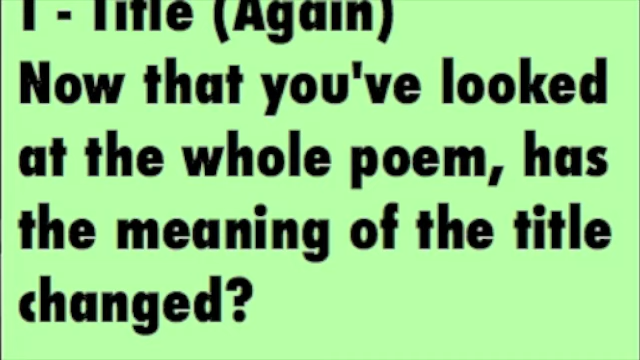 T - Title (Again)
Now that you've looked
at the whole poem, has
the meaning of the title
changed?